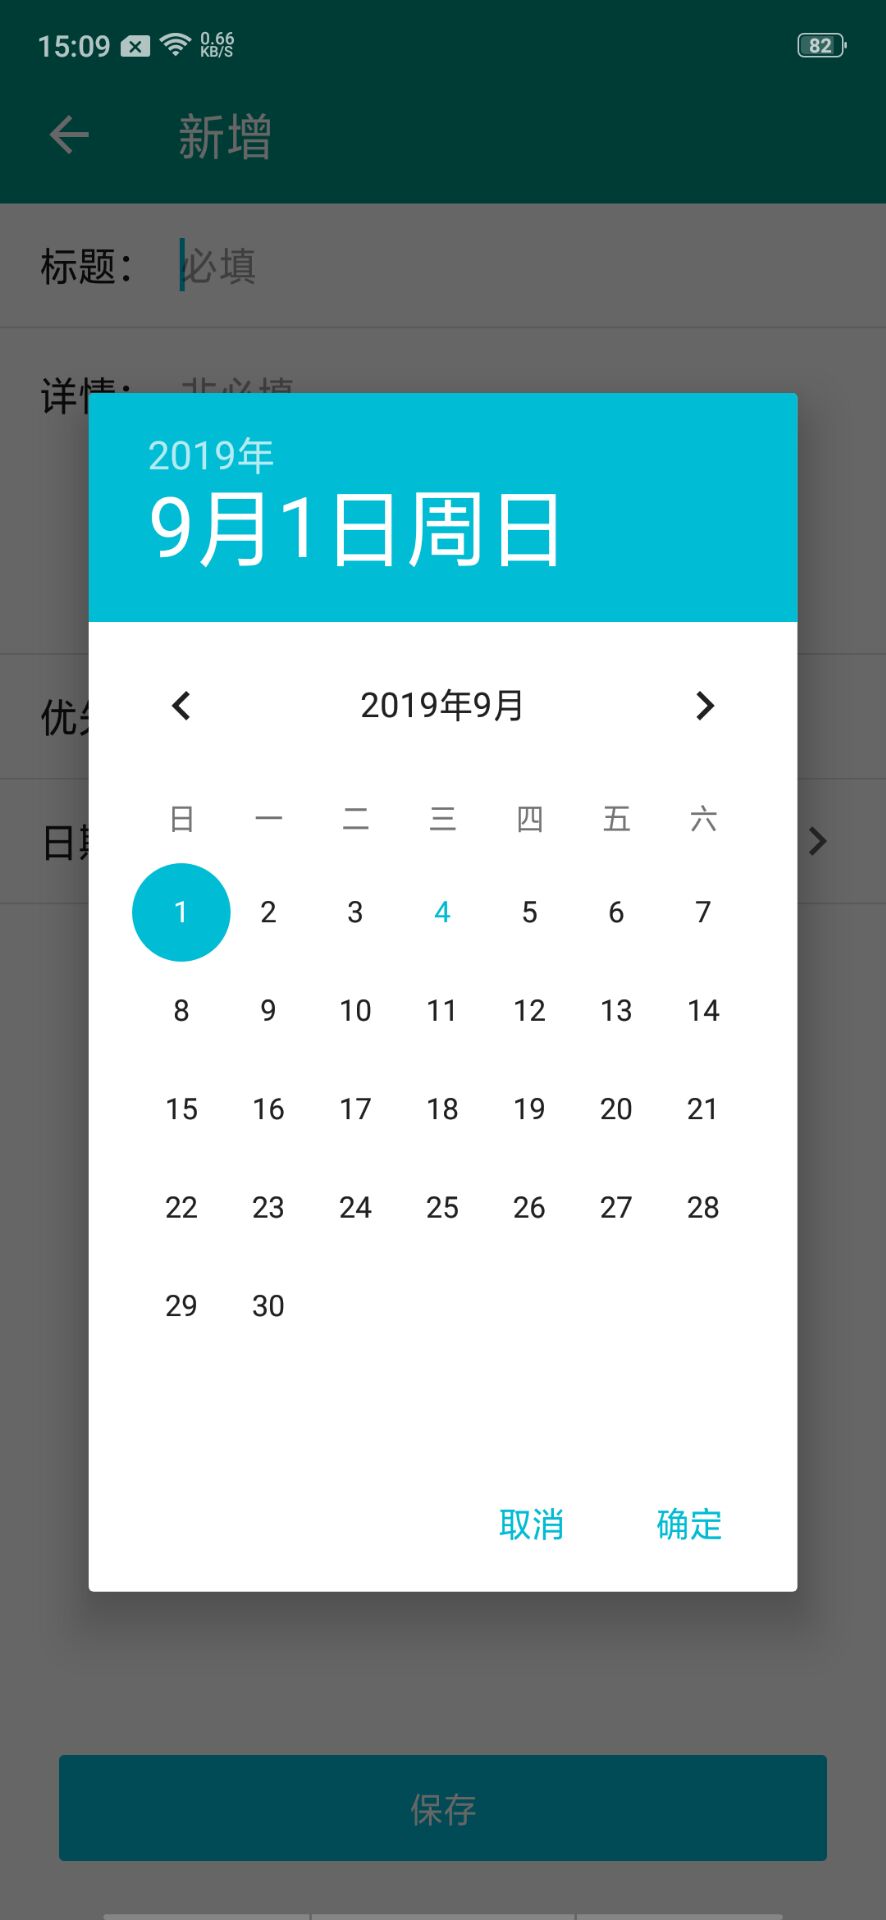 15:09 0.66 KB/S 82
新增
标题： 必填
详情： 非必填
2019年
9月1日周日
2019年9月
日 一 二 三 四 五 六
1 2 3 4 5 6 7
8 9 10 11 12 13 14
15 16 17 18 19 20 21
22 23 24 25 26 27 28
29 30
取消 确定
优
日
保存